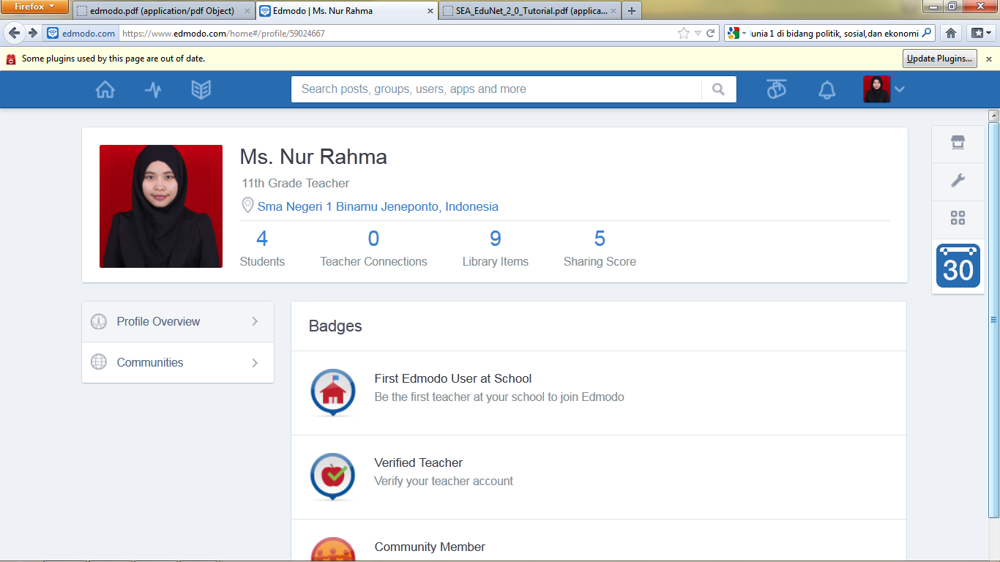 Firefox
edmodo.pdf (application/pdf Object)
Edmodo | Ms. Nur Rahma
SEA_EduNet_2_0_Tutorial.pdf (applica...
edmodo.com
https://www.edmodo.com/home#/profile/59024667
lunia 1 di bidang politik, sosial,dan ekonomi
Some plugins used by this page are out of date.
Update Plugins...
Search posts, groups, users, apps and more
Ms. Nur Rahma
11th Grade Teacher
Sma Negeri 1 Binamu Jeneponto, Indonesia
4
0
9
5
Students
Teacher Connections
Library Items
Sharing Score
30
Profile Overview
Communities
Badges
First Edmodo User at School
Be the first teacher at your school to join Edmodo
Verified Teacher
Verify your teacher account
Community Member